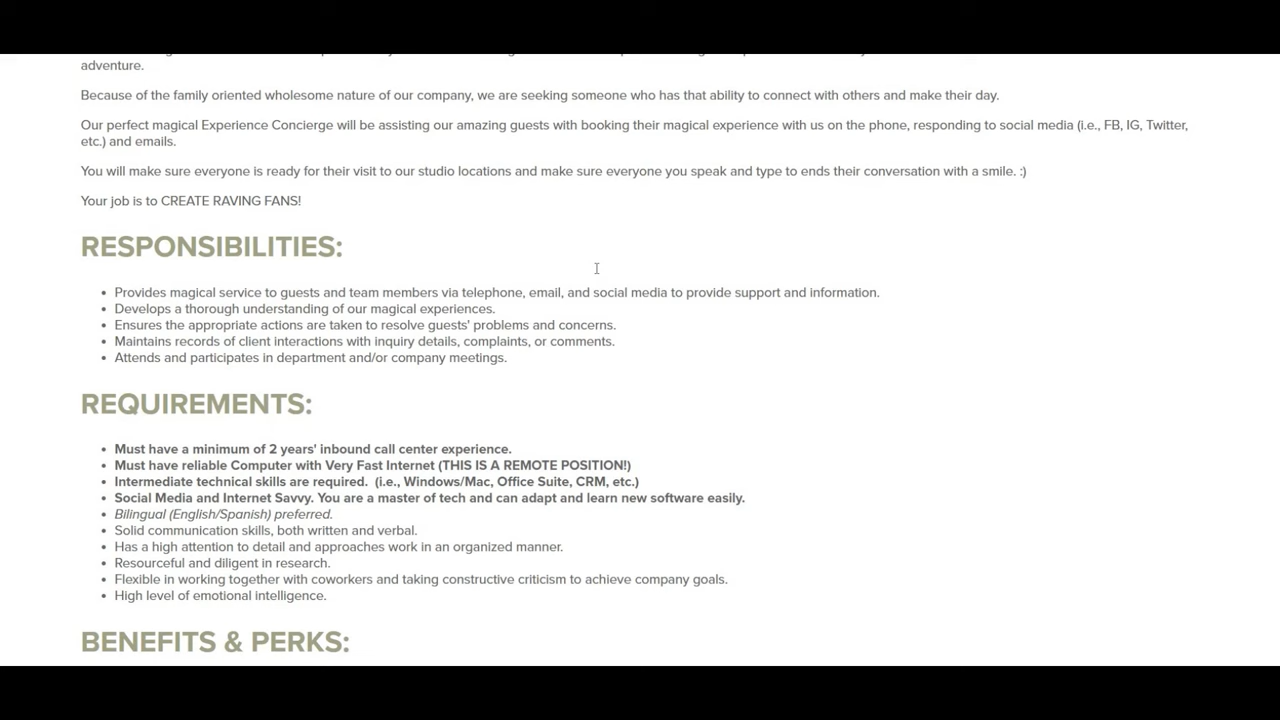 adventure.
Because of the family oriented wholesome nature of our company, we are seeking someone who has that ability to connect with others and make their day.
Our perfect magical Experience Concierge will be assisting our amazing guests with booking their magical experience with us on the phone, responding to social media (i.e., FB, IG, Twitter,
etc.) and emails.
You will make sure everyone is ready for their visit to our studio locations and make sure everyone you speak and type to ends their conversation with a smile. :)
Your job is to CREATE RAVING FANS!
RESPONSIBILITIES:
• Provides magical service to guests and team members via telephone, email, and social media to provide support and information.
• Develops a thorough understanding of our magical experiences.
• Ensures the appropriate actions are taken to resolve guests' problems and concerns.
• Maintains records of client interactions with inquiry details, complaints, or comments.
• Attends and participates in department and/or company meetings.
REQUIREMENTS:
• Must have a minimum of 2 years' inbound call center experience.
• Must have reliable Computer with Very Fast Internet (THIS IS A REMOTE POSITION!)
• Intermediate technical skills are required.  (i.e., Windows/Mac, Office Suite, CRM, etc.)
• Social Media and Internet Savvy. You are a master of tech and can adapt and learn new software easily.
• Bilingual (English/Spanish) preferred.
• Solid communication skills, both written and verbal.
• Has a high attention to detail and approaches work in an organized manner.
• Resourceful and diligent in research.
• Flexible in working together with coworkers and taking constructive criticism to achieve company goals.
• High level of emotional intelligence.
BENEFITS & PERKS: